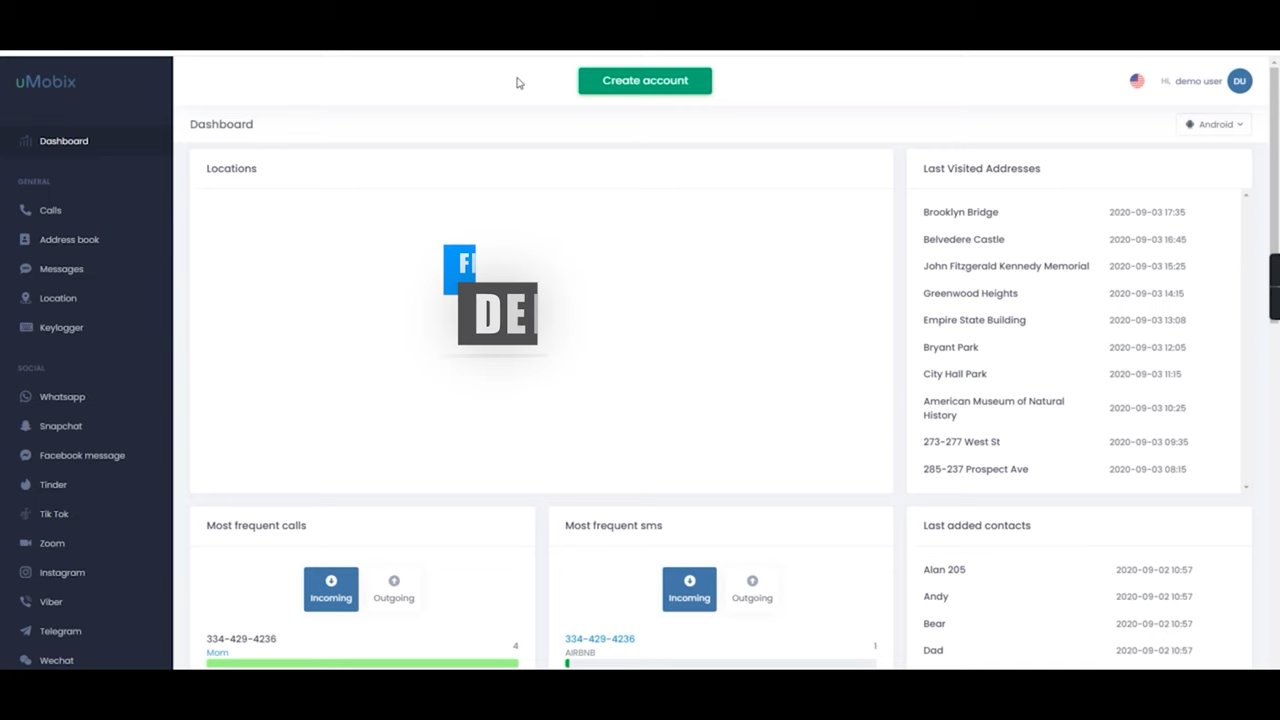 uMobix
Create account
Hi, demo user
DU
Dashboard
Android
Dashboard
GENERAL
Calls
Address book
Messages
Location
Keylogger
SOCIAL
Whatsapp
Snapchat
Facebook message
Tinder
Tik Tok
Zoom
Instagram
Viber
Telegram
Wechat
Locations
DE
Last Visited Addresses
Brooklyn Bridge 2020-09-03 17:35
Belvedere Castle 2020-09-03 16:45
John Fitzgerald Kennedy Memorial 2020-09-03 15:25
Greenwood Heights 2020-09-03 14:15
Empire State Building 2020-09-03 13:08
Bryant Park 2020-09-03 12:05
City Hall Park 2020-09-03 11:15
American Museum of Natural
History 2020-09-03 10:25
273-277 West St 2020-09-03 09:35
285-237 Prospect Ave 2020-09-03 08:15
Most frequent calls
Incoming Outgoing
334-429-4236 4
Mom
Most frequent sms
Incoming Outgoing
334-429-4236 1
AIRBNB
Last added contacts
Alan 205 2020-09-02 10:57
Andy 2020-09-02 10:57
Bear 2020-09-02 10:57
Dad 2020-09-02 10:57